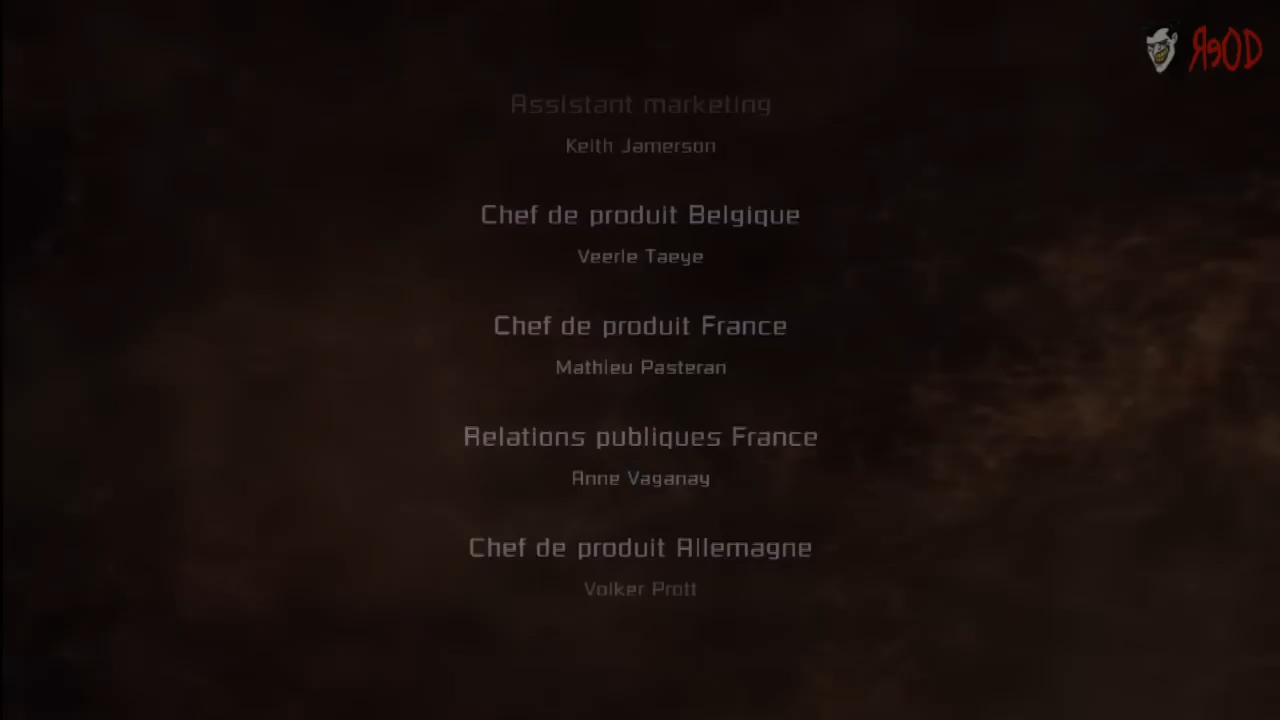 ReOD
Assistant marketing
Keith Jamerson
Chef de produit Belgique
Veerle Taeye
Chef de produit France
Mathieu Pasteran
Relations publiques France
Anne Vaganay
Chef de produit Allemagne
Volker Prott